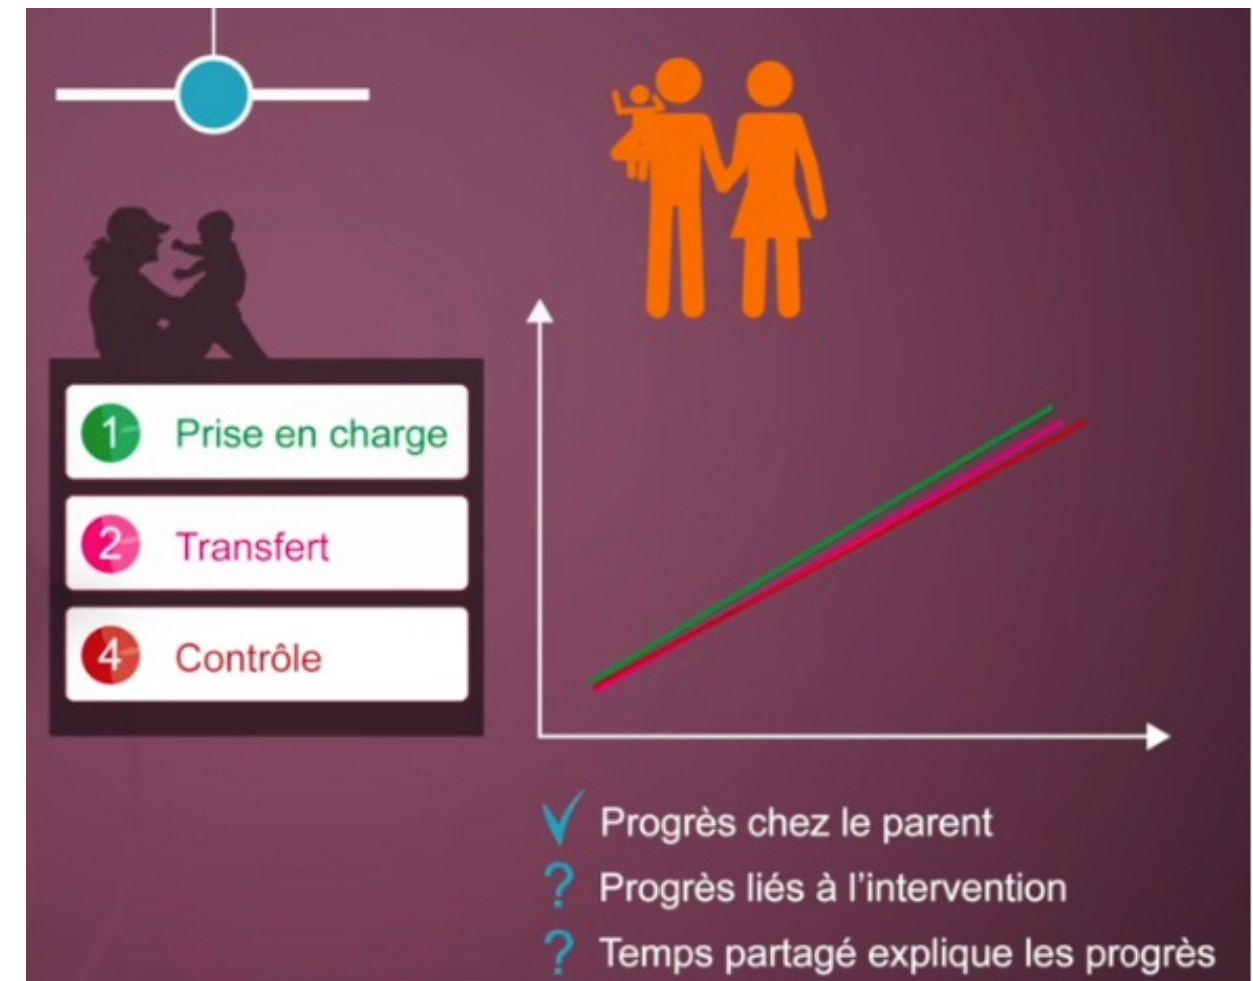 1 Prise en charge
2 Transfert
4 Contrôle
Progrès chez le parent
? Progrès liés à l'intervention
? Temps partagé explique les progrès